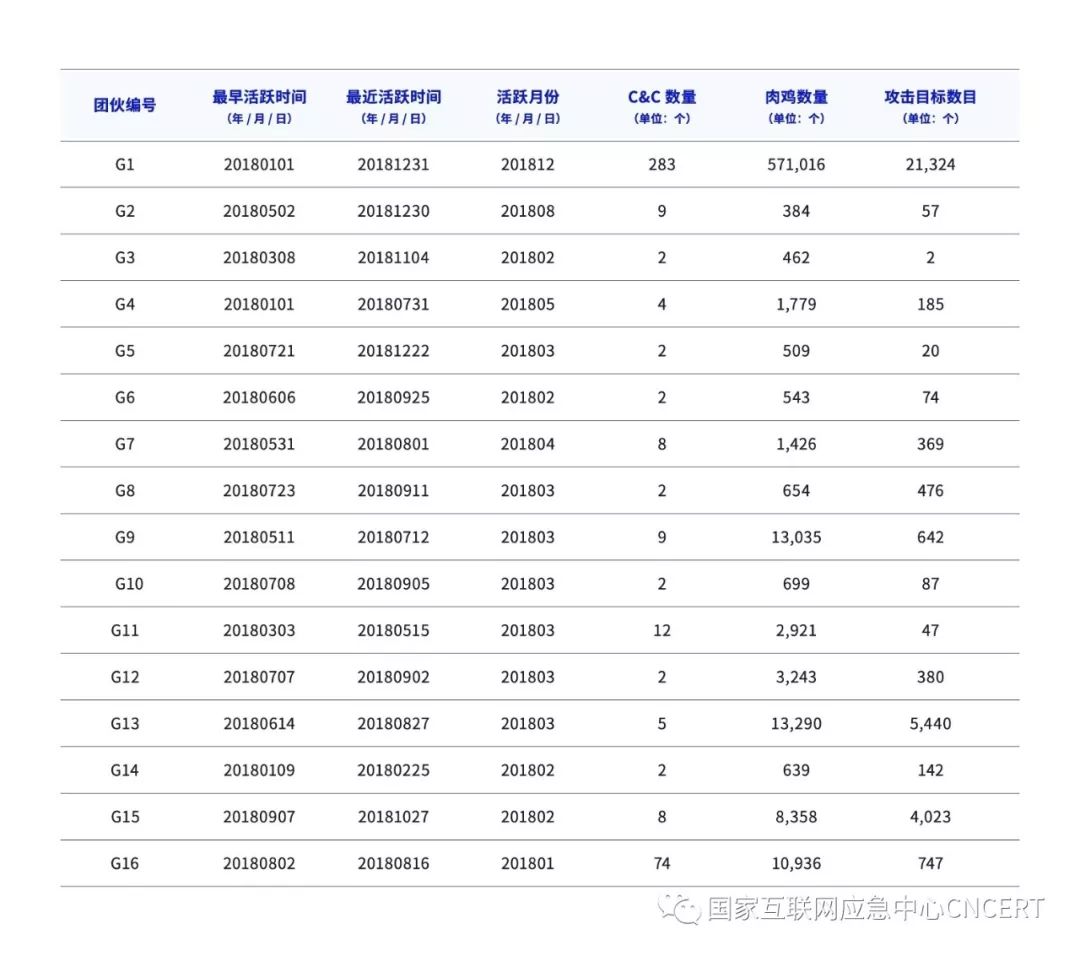 团伙编号 最早活跃时间 最近活跃时间 活跃月份 C&C 数量 肉鸡数量 攻击目标数目
（年 / 月 / 日） （年 / 月 / 日） （年 / 月 / 日） （单位：个） （单位：个） （单位：个）
G1 20180101 20181231 201812 283 571,016 21,324
G2 20180502 20181230 201808 9 384 57
G3 20180308 20181104 201802 2 462 2
G4 20180101 20180731 201805 4 1,779 185
G5 20180721 20181222 201803 2 509 20
G6 20180606 20180925 201802 2 543 74
G7 20180531 20180801 201804 8 1,426 369
G8 20180723 20180911 201803 2 654 476
G9 20180511 20180712 201803 9 13,035 642
G10 20180708 20180905 201803 2 699 87
G11 20180303 20180515 201803 12 2,921 47
G12 20180707 20180902 201803 2 3,243 380
G13 20180614 20180827 201803 5 13,290 5,440
G14 20180109 20180225 201802 2 639 142
G15 20180907 20181027 201802 8 8,358 4,023
G16 20180802 20180816 201801 74 10,936 747
国家互联网应急中心CNCERT